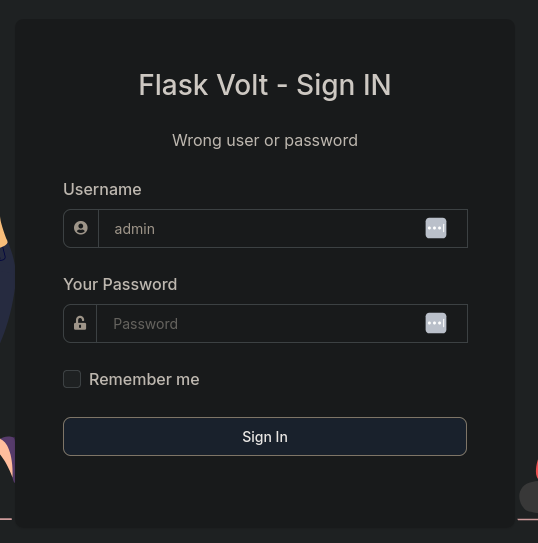 Flask Volt - Sign IN
Wrong user or password
Username
admin
Your Password
Password
Remember me
Sign In